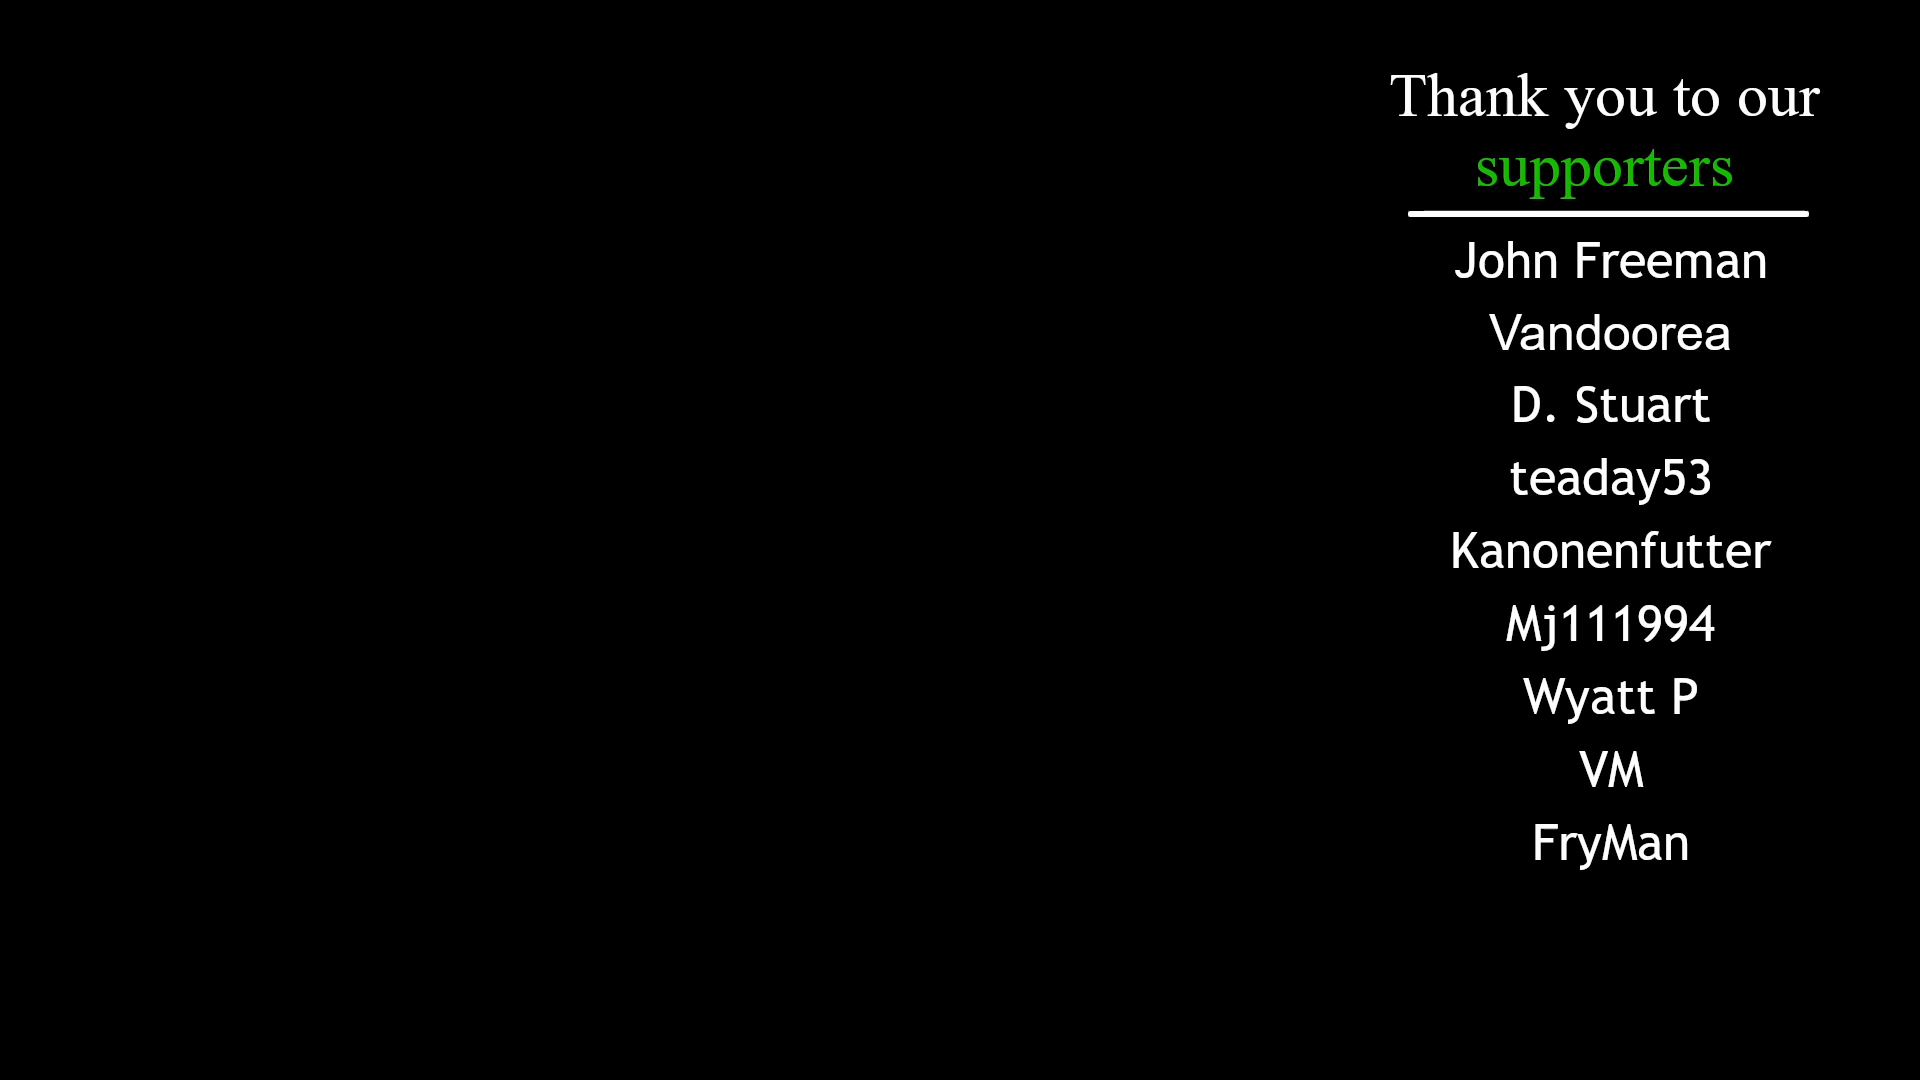 Thank you to our
supporters
John Freeman
Vandoorea
D. Stuart
teaday53
Kanonenfutter
Mj111994
Wyatt P
VM
FryMan